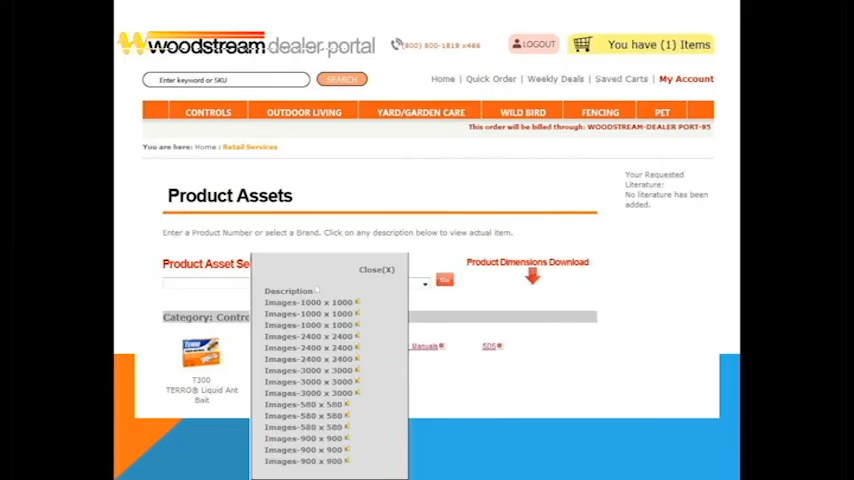 woodstream dealer portal
(800) 800-1819 x466
LOGOUT
You have (1) Items
Enter keyword or SKU
SEARCH
Home | Quick Order | Weekly Deals | Saved Carts | My Account
CONTROLS
OUTDOOR LIVING
YARD/GARDEN CARE
WILD BIRD
FENCING
PET
This order will be billed through: WOODSTREAM-DEALER PORT-95
You are here: Home : Retail Services
Your Requested
Literature:
No literature has been
added.
Product Assets
Enter a Product Number or select a Brand. Click on any description below to view actual item.
Product Asset Se
Product Dimensions Download
Go
Close(X)
Description
Images-1000 x 1000
Images-1000 x 1000
Images-1000 x 1000
Images-2400 x 2400
Images-2400 x 2400
Images-2400 x 2400
Images-3000 x 3000
Images-3000 x 3000
Images-3000 x 3000
Images-580 x 580
Images-580 x 580
Images-580 x 580
Images-900 x 900
Images-900 x 900
Images-900 x 900
Category: Contro
Manuals
SDS
TERRO
T300
TERRO® Liquid Ant
Bait